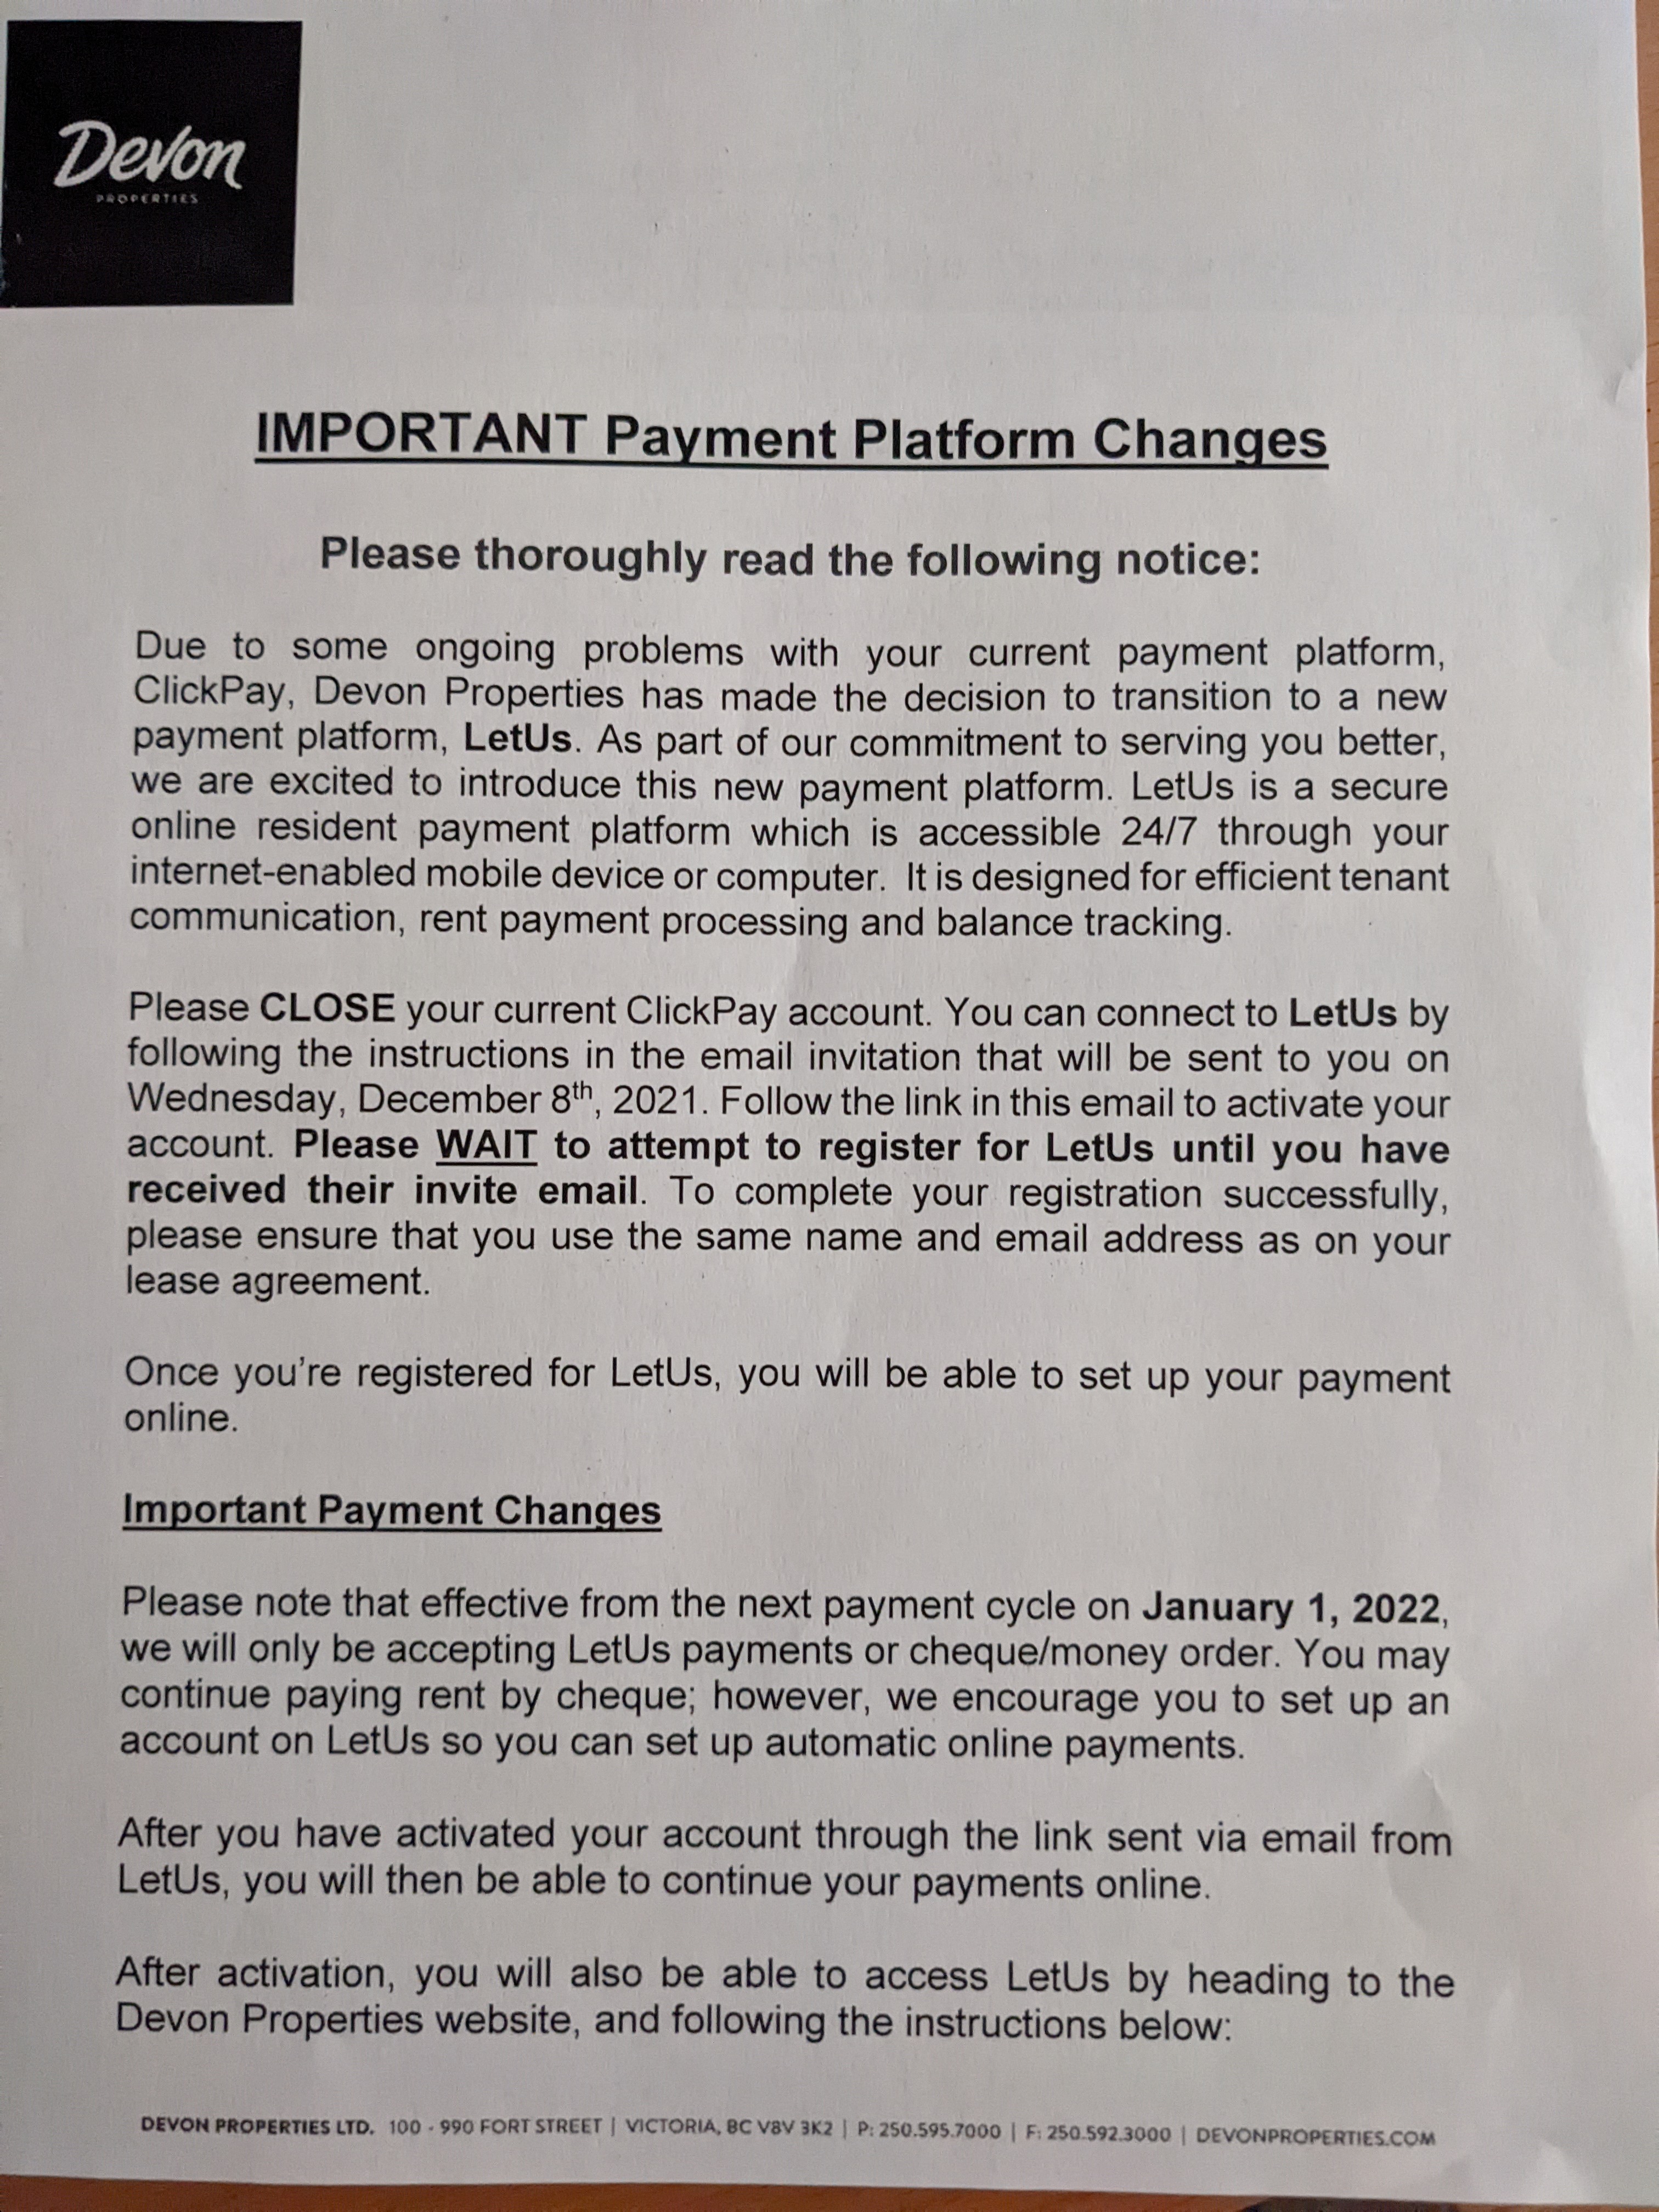 Devon
PROPERTIES
IMPORTANT Payment Platform Changes
Please thoroughly read the following notice:
Due to some ongoing problems with your current payment platform,
ClickPay, Devon Properties has made the decision to transition to a new
payment platform, LetUs. As part of our commitment to serving you better,
we are excited to introduce this new payment platform. LetUs is a secure
online resident payment platform which is accessible 24/7 through your
internet-enabled mobile device or computer. It is designed for efficient tenant
communication, rent payment processing and balance tracking.
Please CLOSE your current ClickPay account. You can connect to LetUs by
following the instructions in the email invitation that will be sent to you on
Wednesday, December 8th, 2021. Follow the link in this email to activate your
account. Please WAIT to attempt to register for LetUs until you have
received their invite email. To complete your registration successfully,
please ensure that you use the same name and email address as on your
lease agreement.
Once you're registered for LetUs, you will be able to set up your payment
online.
Important Payment Changes
Please note that effective from the next payment cycle on January 1, 2022,
we will only be accepting LetUs payments or cheque/money order. You may
continue paying rent by cheque; however, we encourage you to set up an
account on LetUs so you can set up automatic online payments.
After you have activated your account through the link sent via email from
LetUs, you will then be able to continue your payments online.
After activation, you will also be able to access LetUs by heading to the
Devon Properties website, and following the instructions below:
DEVON PROPERTIES LTD. 100 - 990 FORT STREET | VICTORIA, BC V8V 3K2 | P: 250.595.7000 | F: 250.592.3000 | DEVONPROPERTIES.COM